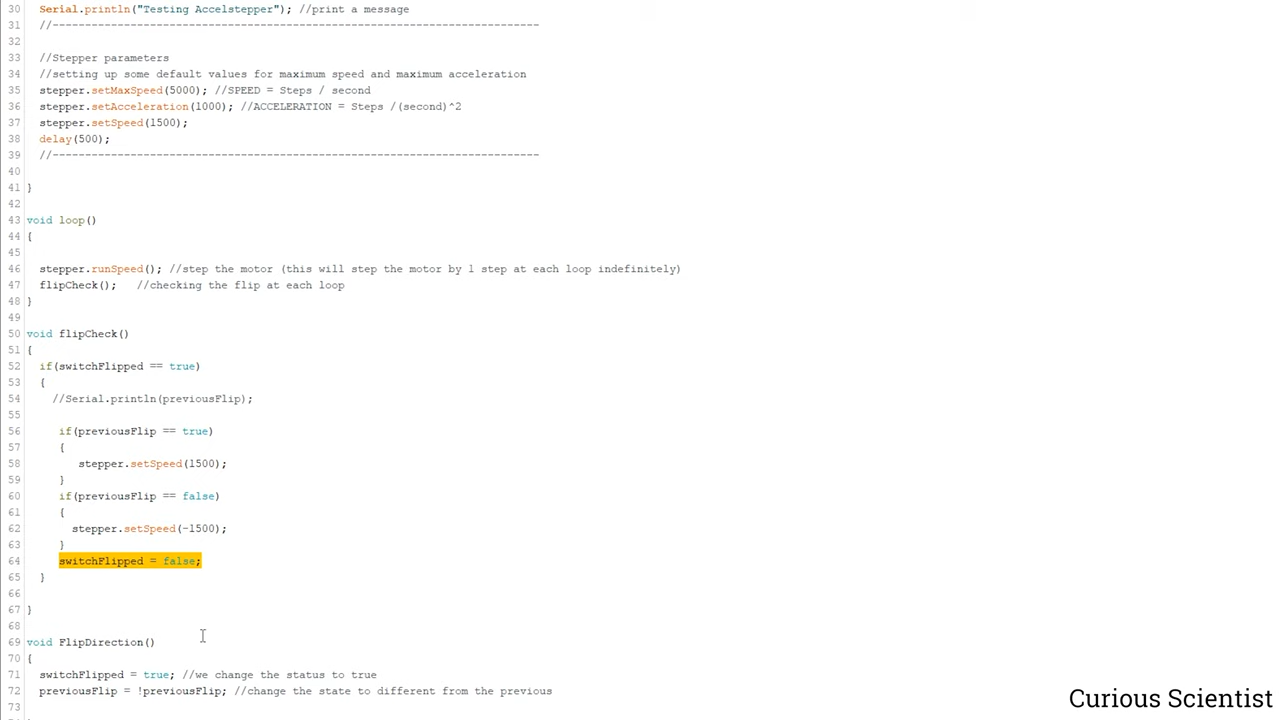 30 Serial.println("Testing Accelstepper"); //print a message
31 //---------------------------------------------------------------------------
32
33 //Stepper parameters
34 //setting up some default values for maximum speed and maximum acceleration
35 stepper.setMaxSpeed(5000); //SPEED = Steps / second
36 stepper.setAcceleration(1000); //ACCELERATION = Steps /(second)^2
37 stepper.setSpeed(1500);
38 delay(500);
39 //---------------------------------------------------------------------------
40
41 }
42
43 void loop()
44 {
45
46 stepper.runSpeed(); //step the motor (this will step the motor by 1 step at each loop indefinitely)
47 flipCheck(); //checking the flip at each loop
48 }
49
50 void flipCheck()
51 {
52 if(switchFlipped == true)
53 {
54 //Serial.println(previousFlip);
55
56 if(previousFlip == true)
57 {
58 stepper.setSpeed(1500);
59 }
60 if(previousFlip == false)
61 {
62 stepper.setSpeed(-1500);
63 }
64 switchFlipped = false;
65 }
66
67 }
68
69 void FlipDirection()
70 {
71 switchFlipped = true; //we change the status to true
72 previousFlip = !previousFlip; //change the state to different from the previous
73
Curious Scientist